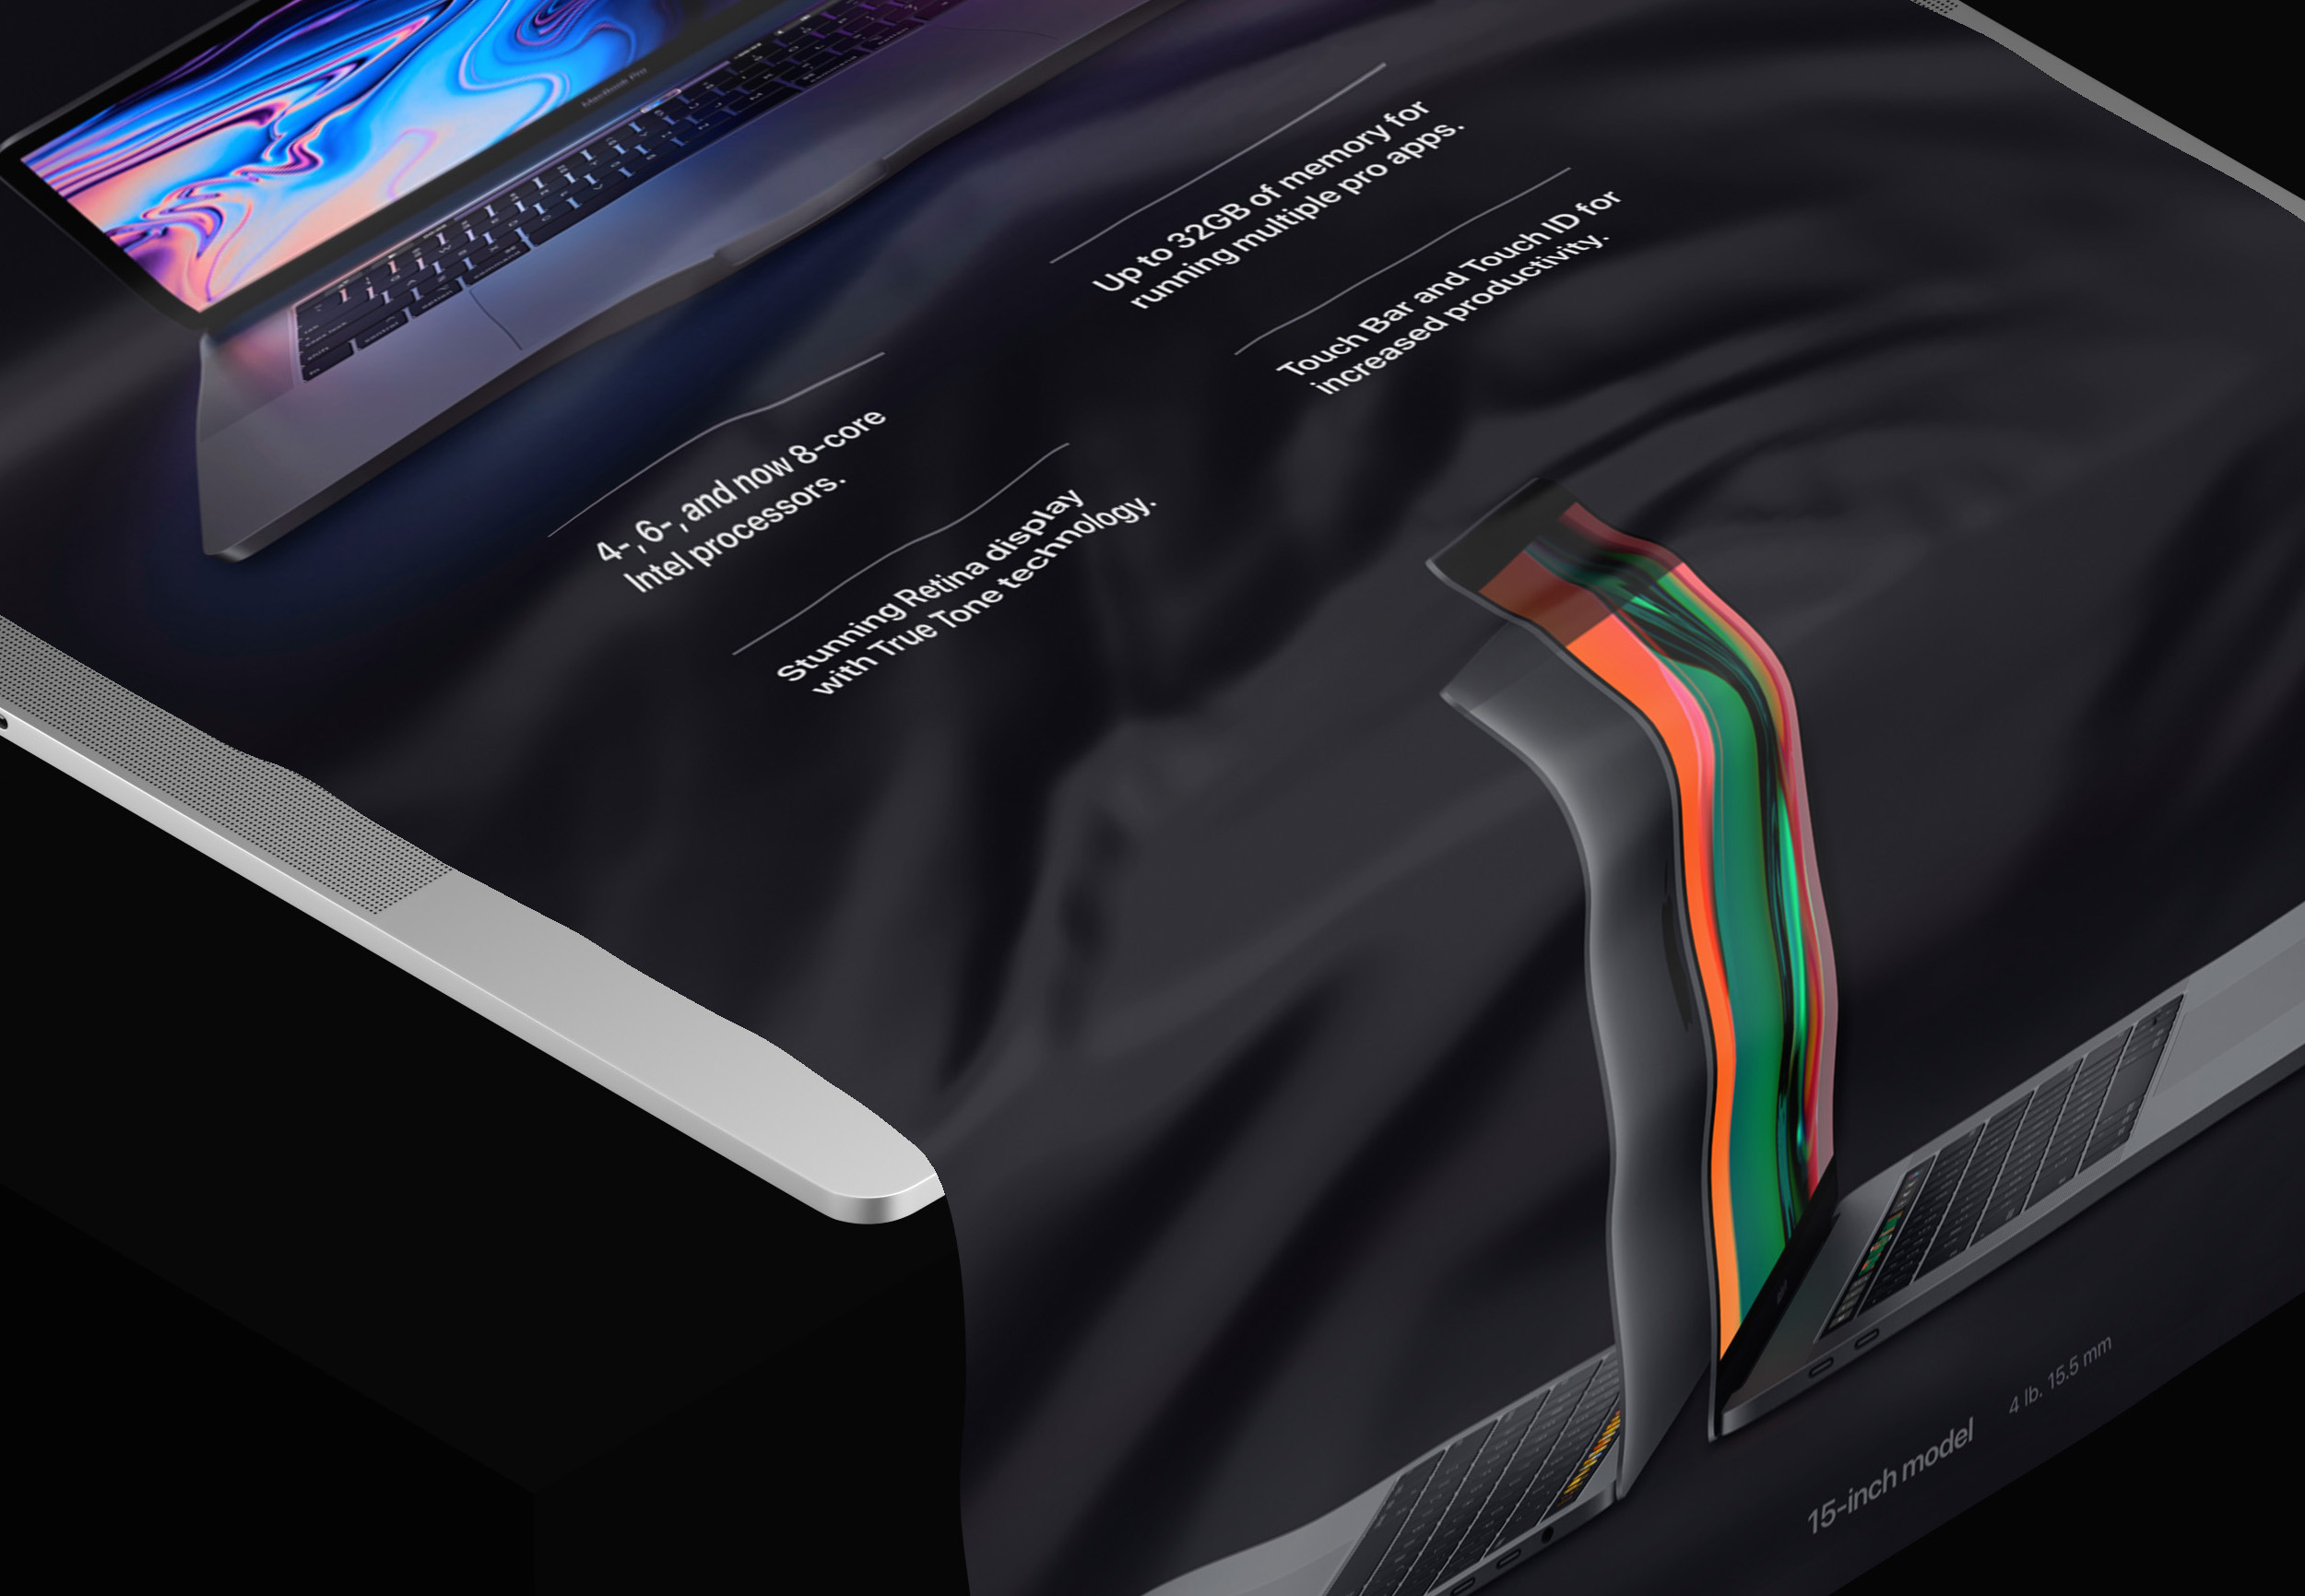 MacBook Pro
Up to 32GB of memory for
running multiple pro apps.
Touch Bar and Touch ID for
increased productivity.
4-, 6-, and now 8-core
Intel processors.
Stunning Retina display
with True Tone technology.
15-inch model
4 lb. 15.5 mm